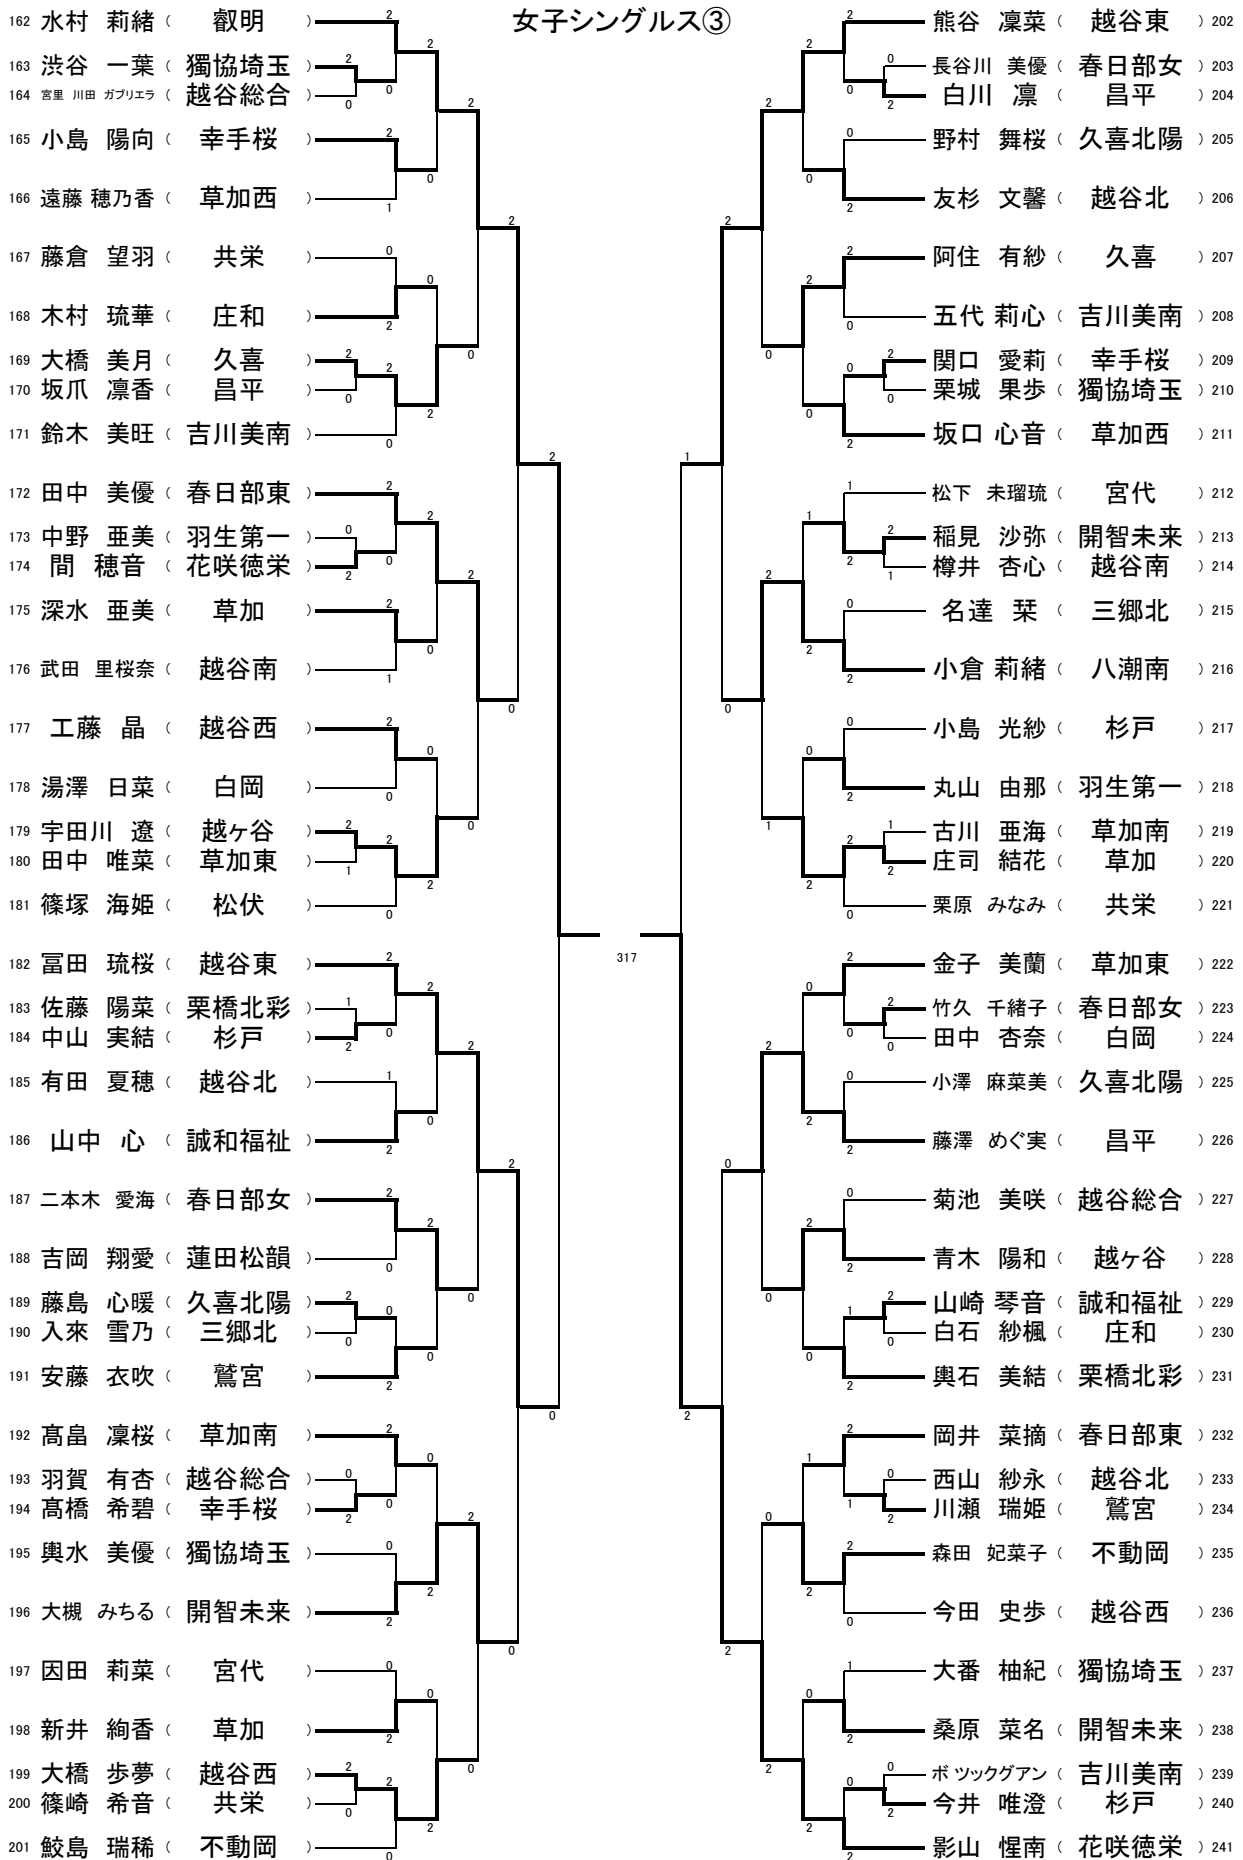 女子シングルス③
162 水村 莉緒 叡明
163 渋谷 一葉 ( 獨協埼玉 )
164 宮里 川田 ガブリエラ ( 越谷総合 )
165 小島 陽向 ( 幸手桜 )
166 遠藤 穂乃香 ( 草加西 )
167 藤倉 望羽 ( 共栄 )
168 木村 琉華 ( 庄和 )
169 大橋 美月 ( 久喜 )
170 坂爪 凛香 ( 昌平 )
171 鈴木 美旺 ( 吉川美南 )
172 田中 美優 ( 春日部東 )
173 中野 亜美 ( 羽生第一 )
174 間 穂音 ( 花咲徳栄 )
175 深水 亜美 ( 草加 )
176 武田 里桜奈 ( 越谷南 )
177 工藤 晶 ( 越谷西 )
178 湯澤 日菜 ( 白岡 )
179 宇田川 遼 ( 越ヶ谷 )
180 田中 唯菜 ( 草加東 )
181 篠塚 海姫 ( 松伏 )
182 冨田 琉桜 ( 越谷東 )
183 佐藤 陽菜 ( 栗橋北彩 )
184 中山 実結 ( 杉戸 )
185 有田 夏穂 ( 越谷北 )
186 山中 心 ( 誠和福祉 )
187 二本木 愛海 ( 春日部女 )
188 吉岡 翔愛 ( 蓮田松韻 )
189 藤島 心暖 ( 久喜北陽 )
190 入來 雪乃 ( 三郷北 )
191 安藤 衣吹 ( 鷲宮 )
192 髙畠 凜桜 ( 草加南 )
193 羽賀 有杏 ( 越谷総合 )
194 髙橋 希碧 ( 幸手桜 )
195 輿水 美優 ( 獨協埼玉 )
196 大槻 みちる ( 開智未来 )
197 因田 莉菜 ( 宮代 )
198 新井 絢香 ( 草加 )
199 大橋 歩夢 ( 越谷西 )
200 篠崎 希音 ( 共栄 )
201 鮫島 瑞稀 ( 不動岡 )
317
熊谷 凜菜 ( 越谷東 ) 202
長谷川 美優 ( 春日部女 ) 203
白川 凛 ( 昌平 ) 204
野村 舞桜 ( 久喜北陽 ) 205
友杉 文馨 ( 越谷北 ) 206
阿住 有紗 ( 久喜 ) 207
五代 莉心 ( 吉川美南 ) 208
関口 愛莉 ( 幸手桜 ) 209
栗城 果歩 ( 獨協埼玉 ) 210
坂口 心音 ( 草加西 ) 211
松下 未瑠琉 ( 宮代 ) 212
稲見 沙弥 ( 開智未来 ) 213
樽井 杏心 ( 越谷南 ) 214
名達 栞 ( 三郷北 ) 215
小倉 莉緒 ( 八潮南 ) 216
小島 光紗 ( 杉戸 ) 217
丸山 由那 ( 羽生第一 ) 218
古川 亜海 ( 草加南 ) 219
庄司 結花 ( 草加 ) 220
栗原 みなみ ( 共栄 ) 221
金子 美蘭 ( 草加東 ) 222
竹久 千緒子 ( 春日部女 ) 223
田中 杏奈 ( 白岡 ) 224
小澤 麻菜美 ( 久喜北陽 ) 225
藤澤 めぐ実 ( 昌平 ) 226
菊池 美咲 ( 越谷総合 ) 227
青木 陽和 ( 越ヶ谷 ) 228
山崎 琴音 ( 誠和福祉 ) 229
白石 紗楓 ( 庄和 ) 230
輿石 美結 ( 栗橋北彩 ) 231
岡井 菜摘 ( 春日部東 ) 232
西山 紗永 ( 越谷北 ) 233
川瀬 瑞姫 ( 鷲宮 ) 234
森田 妃菜子 ( 不動岡 ) 235
今田 史歩 ( 越谷西 ) 236
大番 柚紀 ( 獨協埼玉 ) 237
桑原 菜名 ( 開智未来 ) 238
ボ ツックグアン ( 吉川美南 ) 239
今井 唯澄 ( 杉戸 ) 240
影山 惺南 ( 花咲徳栄 ) 241